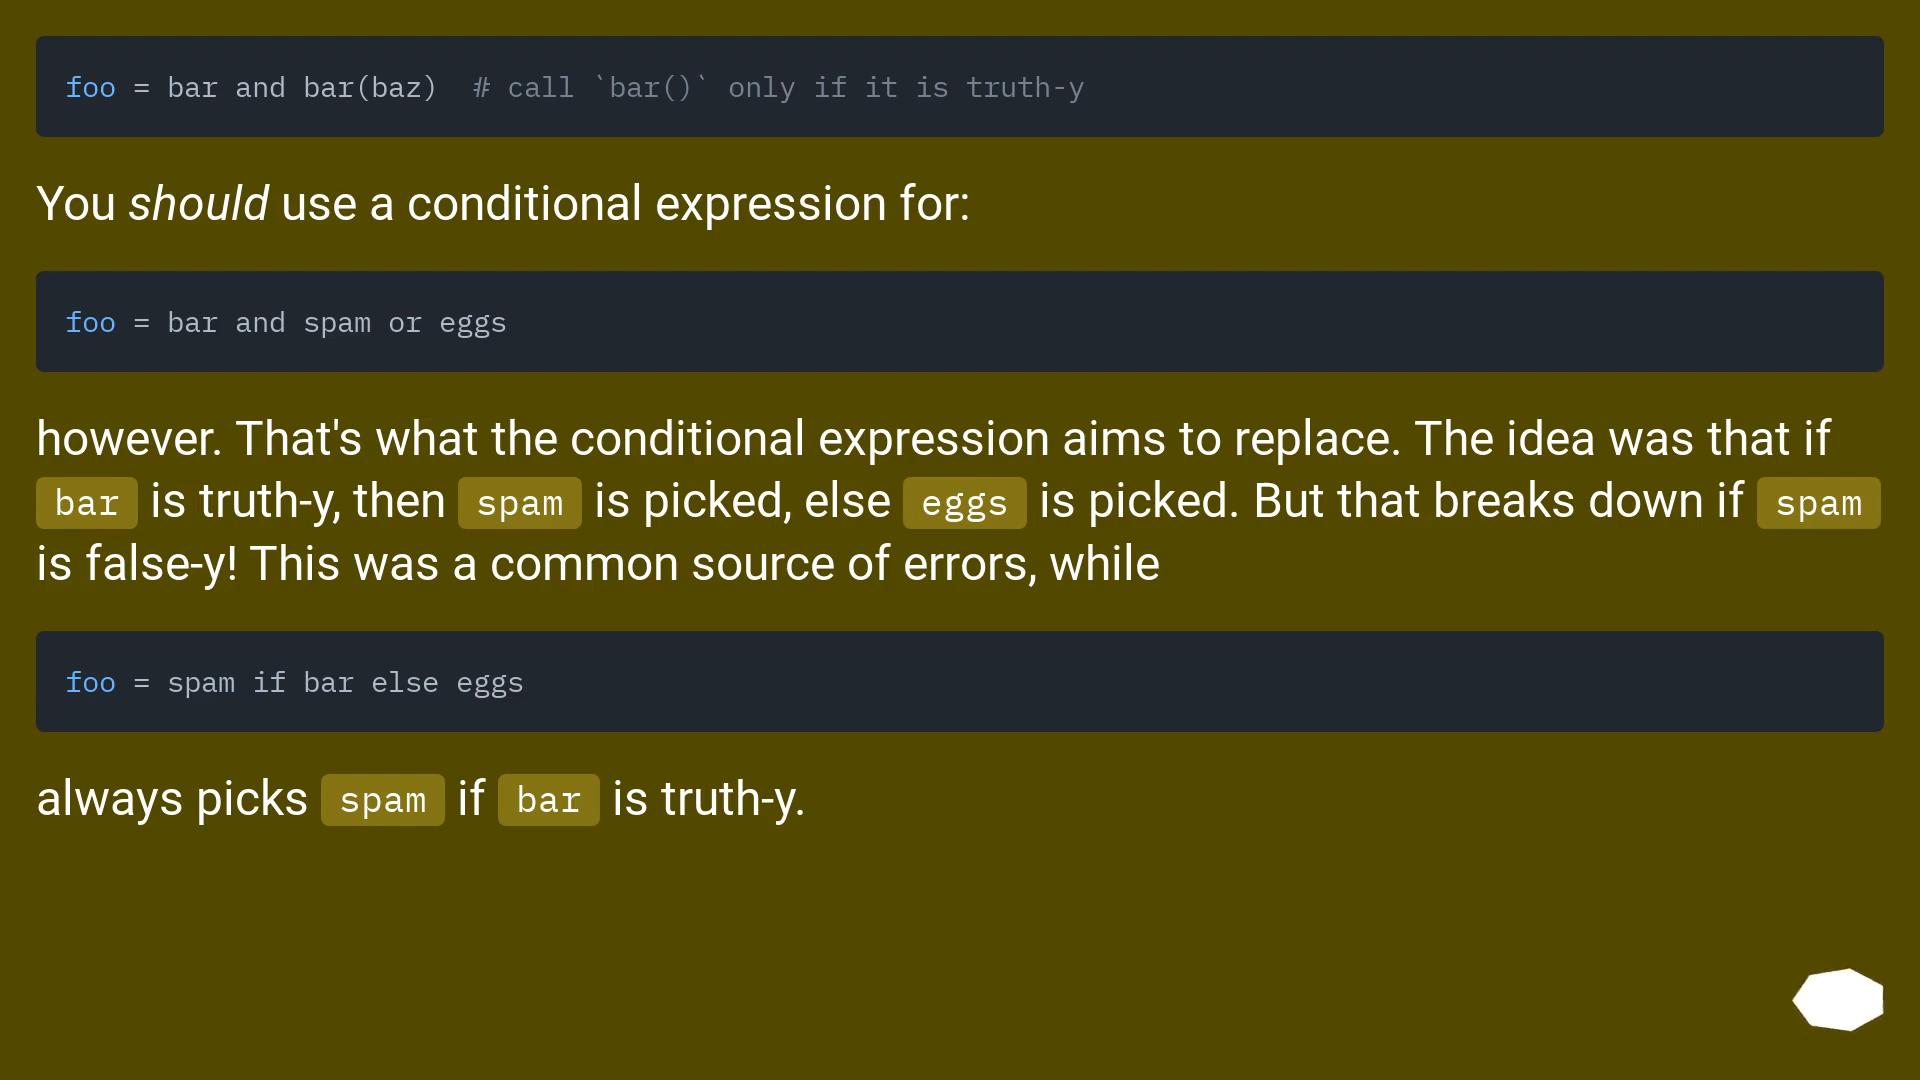 foo = bar and bar(baz)  # call `bar()` only if it is truth-y
You should use a conditional expression for:
foo = bar and spam or eggs
however. That's what the conditional expression aims to replace. The idea was that if
bar is truth-y, then spam is picked, else eggs is picked. But that breaks down if spam
is false-y! This was a common source of errors, while
foo = spam if bar else eggs
always picks spam if bar is truth-y.